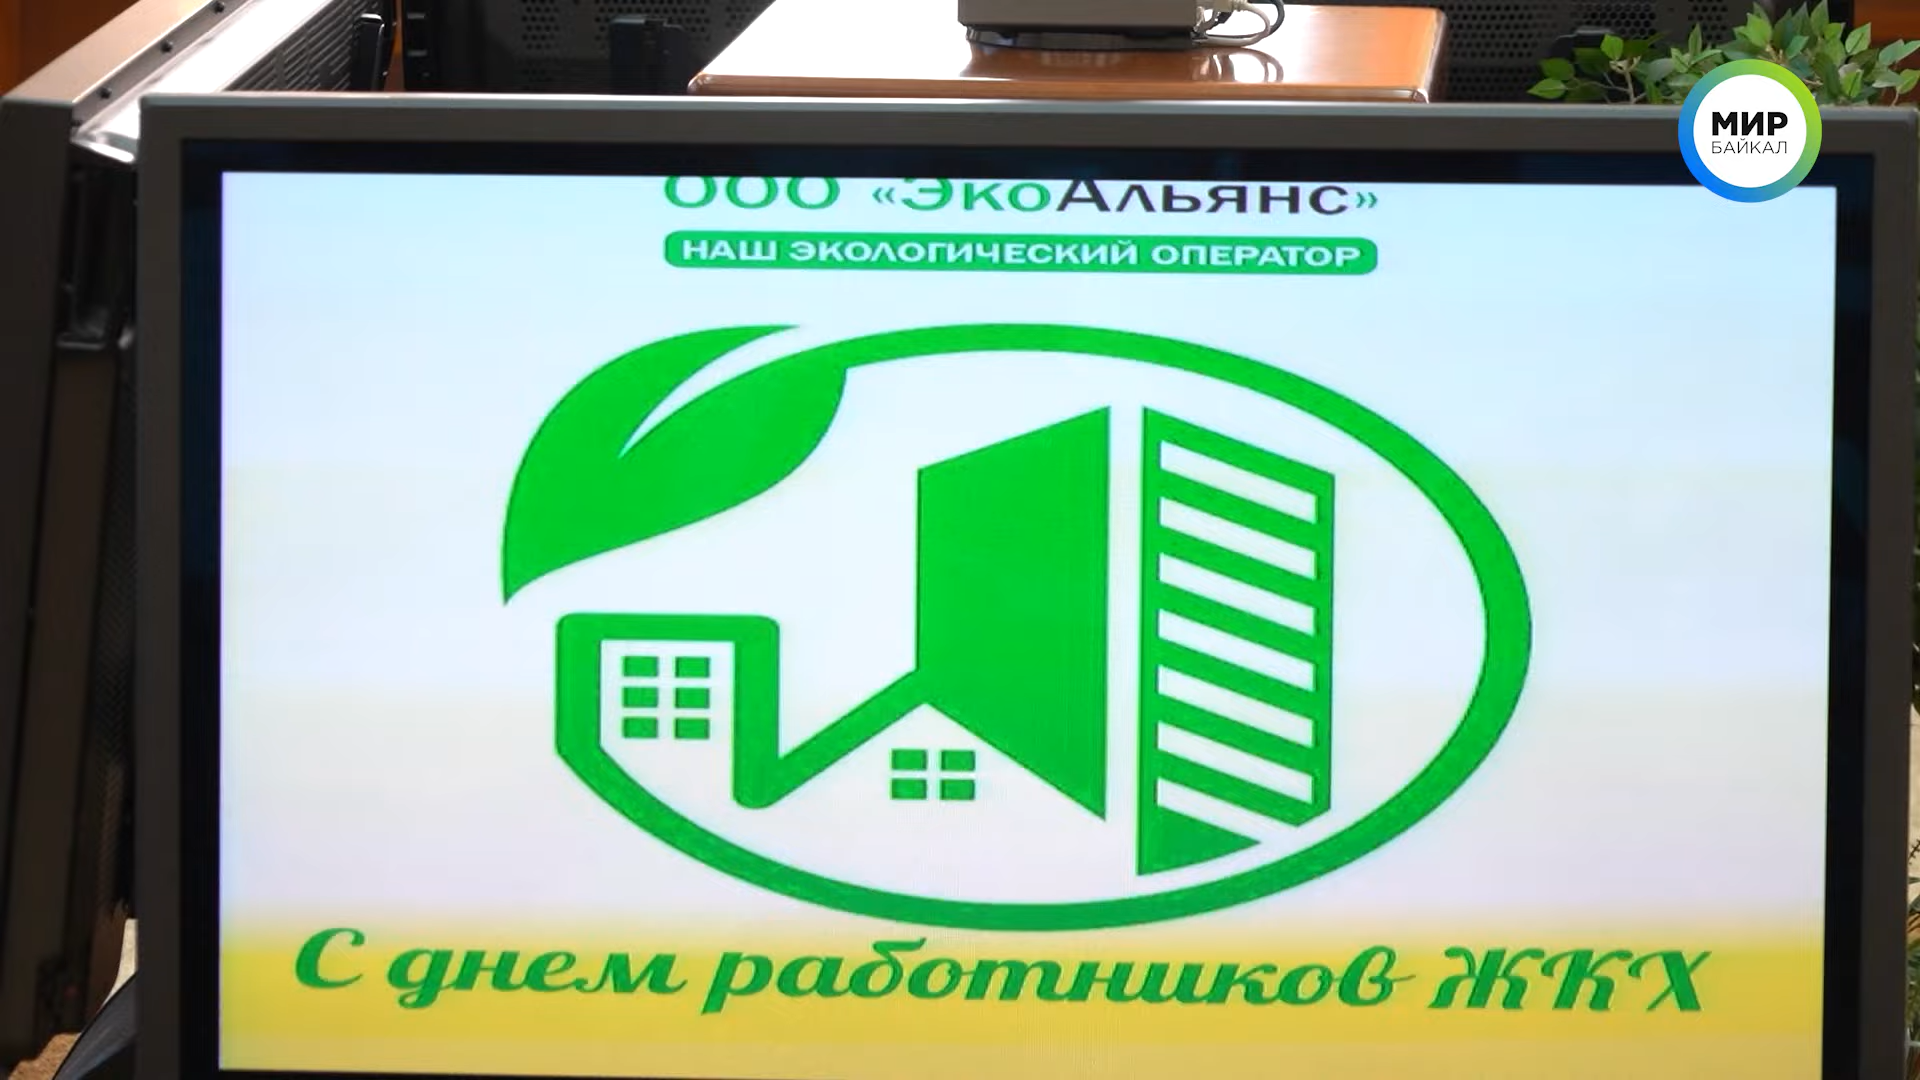 МИР
БАЙКАЛ
ООО «ЭкоАльянс»
НАШ ЭКОЛОГИЧЕСКИЙ ОПЕРАТОР
С днем работников ЖКХ